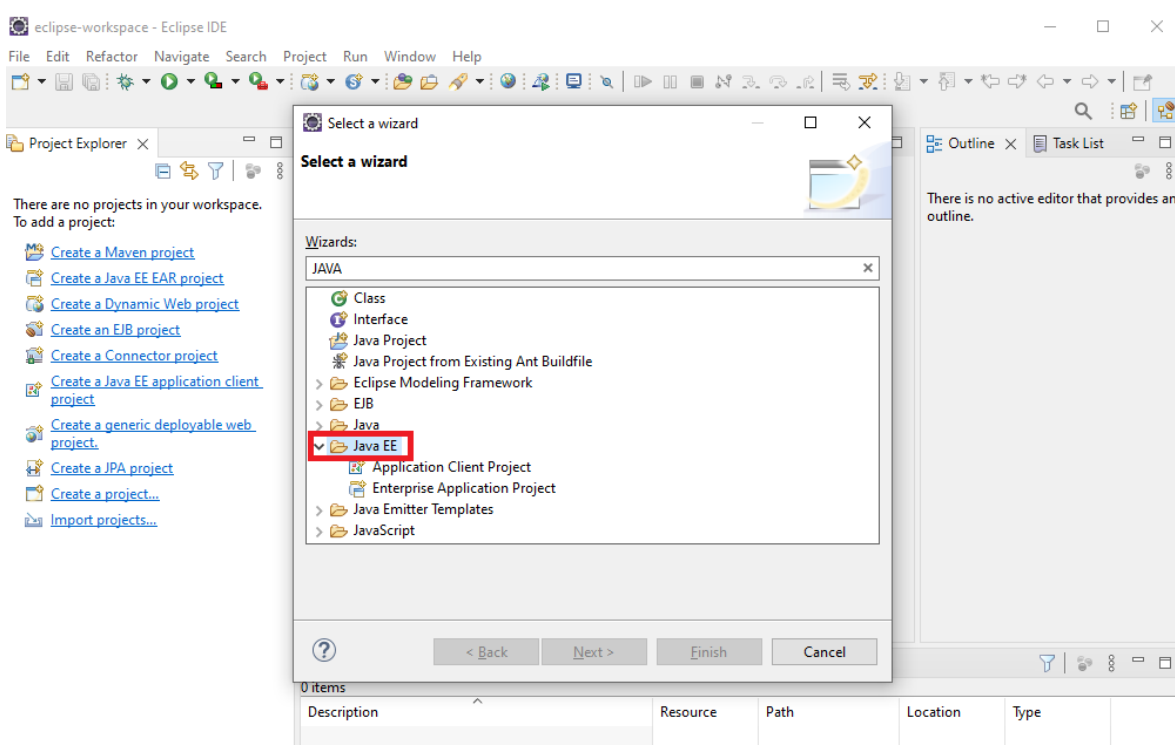 eclipse-workspace - Eclipse IDE
File Edit Refactor Navigate Search Project Run Window Help
Project Explorer
There are no projects in your workspace.
To add a project:
Create a Maven project
Create a Java EE EAR project
Create a Dynamic Web project
Create an EJB project
Create a Connector project
Create a Java EE application client
project
Create a generic deployable web
project.
Create a JPA project
Create a project...
Import projects...
Select a wizard
Select a wizard
Wizards:
JAVA
Class
Interface
Java Project
Java Project from Existing Ant Buildfile
Eclipse Modeling Framework
EJB
Java
Java EE
Application Client Project
Enterprise Application Project
Java Emitter Templates
JavaScript
< Back Next > Finish Cancel
Outline Task List
There is no active editor that provides an
outline.
0 items
Description Resource Path Location Type